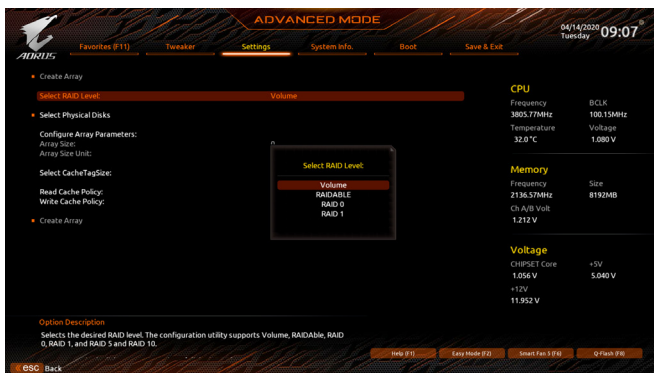 ADVANCED MODE
04/14/2020 Tuesday 09:07
AORUS
Favorites (F11) Tweaker Settings System Info. Boot Save & Exit
Create Array
Select RAID Level: Volume
Select Physical Disks
Configure Array Parameters:
Array Size: 0
Array Size Unit:
Select CacheTagSize:
Read Cache Policy:
Write Cache Policy:
Create Array
Select RAID Level:
Volume
RAIDABLE
RAID 0
RAID 1
CPU
Frequency BCLK
3805.77MHz 100.15MHz
Temperature Voltage
32.0 °C 1.080 V
Memory
Frequency Size
2136.57MHz 8192MB
Ch A/B Volt
1.212 V
Voltage
CHIPSET Core +5V
1.056 V 5.040 V
+12V
11.952 V
Option Description
Selects the desired RAID level. The configuration utility supports Volume, RAIDAble, RAID
0, RAID 1, and RAID 5 and RAID 10.
Help (F1) Easy Mode (F2) Smart Fan 5 (F6) Q-Flash (F8)
esc Back